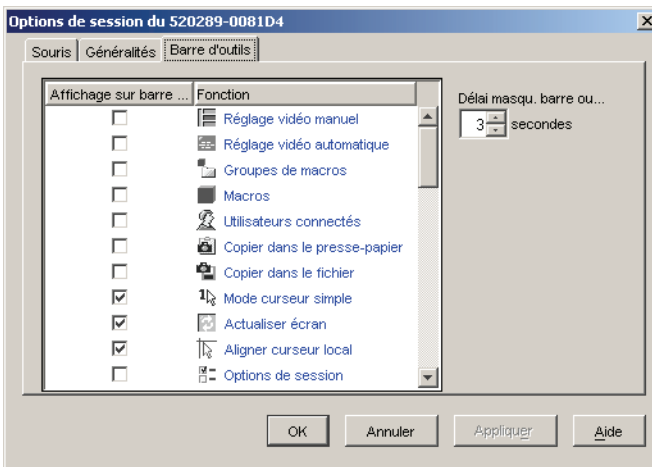 Options de session du 520289-0081D4
Souris Généralités Barre d'outils
Affichage sur barre ... Fonction
Réglage vidéo manuel
Réglage vidéo automatique
Groupes de macros
Macros
Utilisateurs connectés
Copier dans le presse-papier
Copier dans le fichier
Mode curseur simple
Actualiser écran
Aligner curseur local
Options de session
Délai masqu. barre ou...
3 secondes
OK Annuler Appliquer Aide